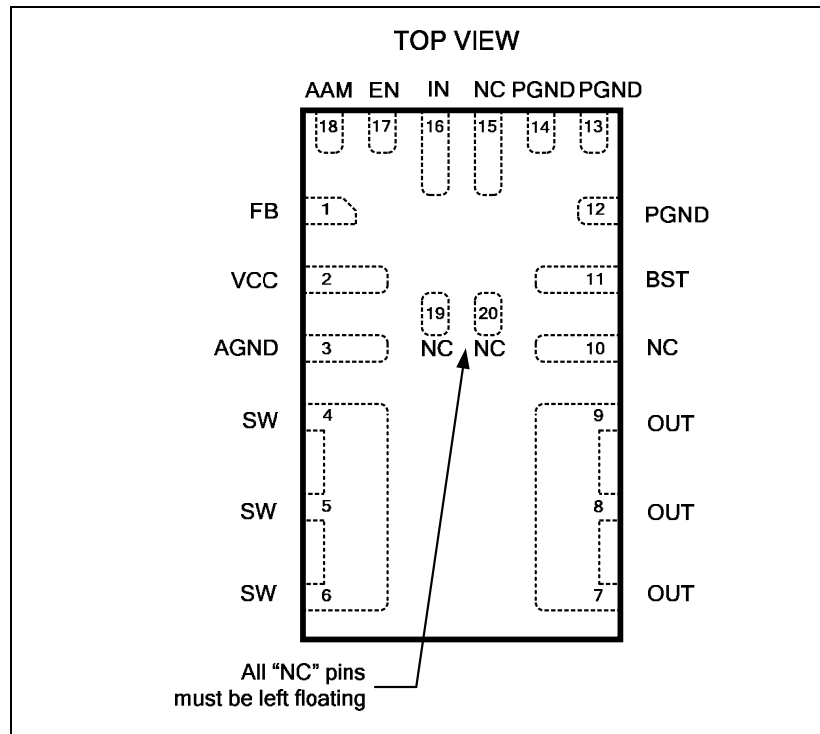 TOP VIEW
AAM EN IN NC PGND PGND
18 17 16 15 14 13
FB 1 12 PGND
VCC 2 11 BST
19 20
AGND 3 NC NC 10 NC
SW 4 9 OUT
SW 5 8 OUT
SW 6 7 OUT
All “NC” pins
must be left floating